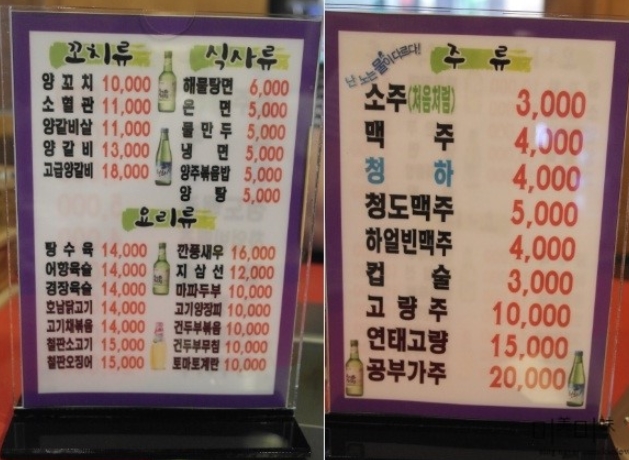 꼬치류
양꼬치 10,000
소혈관 11,000
양갈비살 11,000
양갈비 13,000
고급양갈비 18,000
식사류
해물탕면 6,000
온면 5,000
물만두 5,000
냉면 5,000
양주볶음밥 5,000
양탕 5,000
요리류
탕수육 14,000
어향육슬 14,000
경장육슬 14,000
호남닭고기 14,000
고기채볶음 14,000
철판소고기 15,000
철판오징어 15,000
깐풍새우 16,000
지삼선 12,000
마파두부 10,000
고기양장피 10,000
건두부볶음 10,000
건두부무침 10,000
토마토계란 10,000
주류
난 노는 물이 다르다!
소주(처음처럼) 3,000
맥주 4,000
청하 4,000
청도맥주 5,000
하얼빈맥주 4,000
컵술 3,000
고량주 10,000
연태고량 15,000
공부가주 20,000